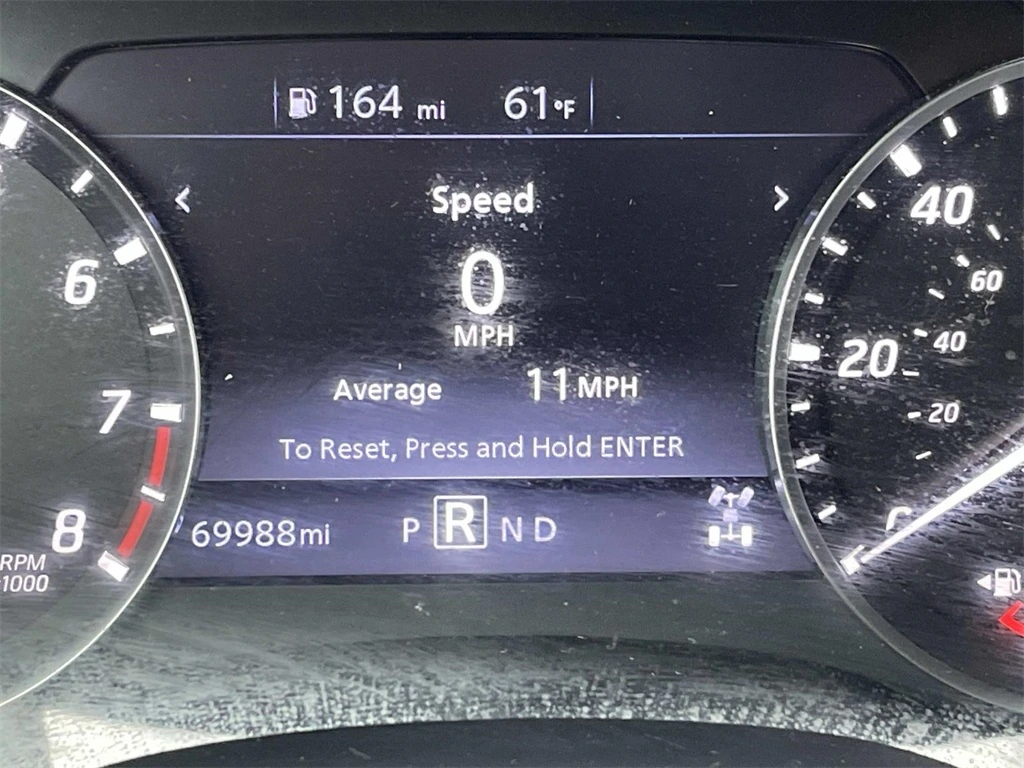 164 mi 61°F
< Speed >
0
MPH
Average 11 MPH
To Reset, Press and Hold ENTER
69988mi P R N D
6
7
8
RPM
1000
40
60
20
40
20